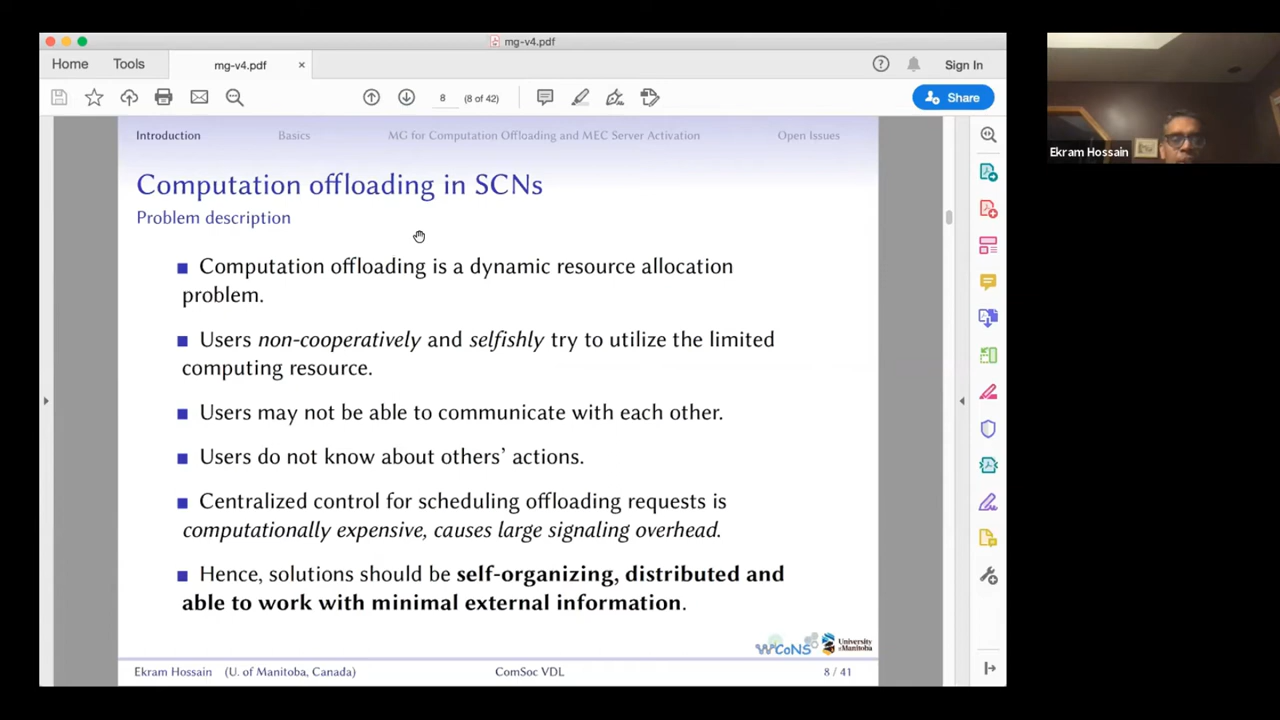 mg-v4.pdf
Home Tools mg-v4.pdf × Sign In
8 (8 of 42) Share
Introduction Basics MG for Computation Offloading and MEC Server Activation Open Issues
Computation offloading in SCNs
Problem description
Computation offloading is a dynamic resource allocation
problem.
Users non-cooperatively and selfishly try to utilize the limited
computing resource.
Users may not be able to communicate with each other.
Users do not know about others' actions.
Centralized control for scheduling offloading requests is
computationally expensive, causes large signaling overhead.
Hence, solutions should be self-organizing, distributed and
able to work with minimal external information.
WCoNS University of Manitoba
Ekram Hossain (U. of Manitoba, Canada) ComSoc VDL 8 / 41
Ekram Hossain